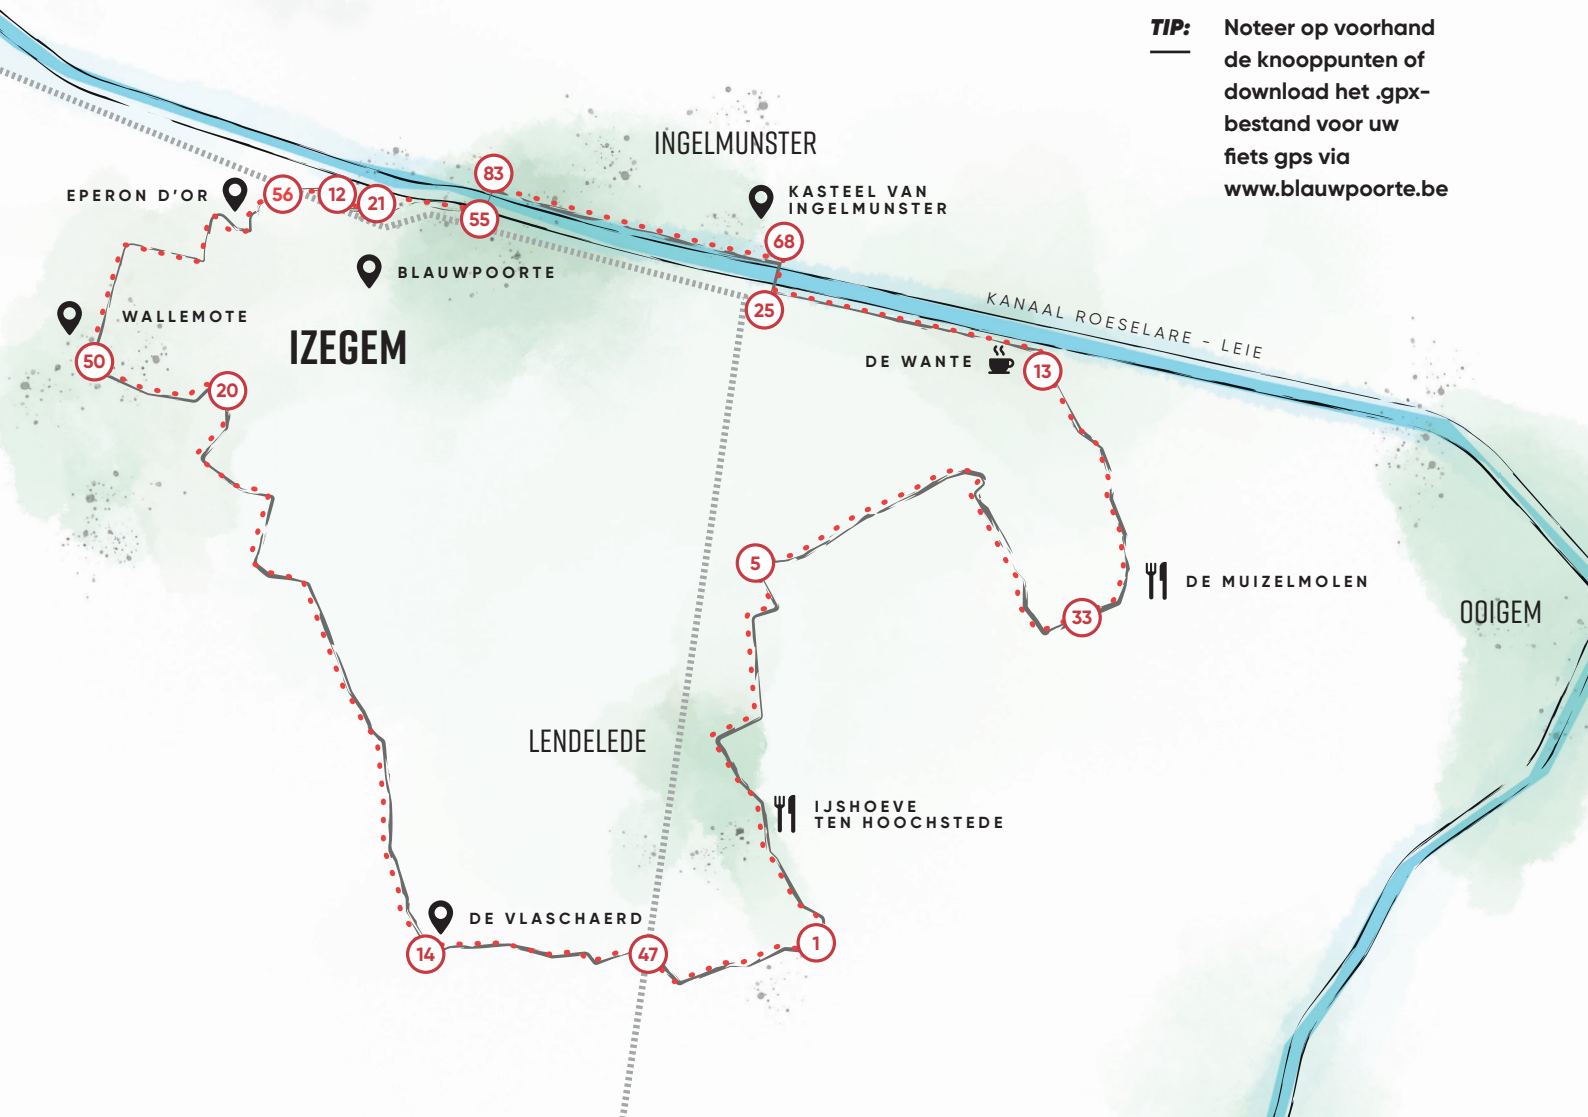 TIP:
Noteer op voorhand
de knooppunten of
download het .gpx-
bestand voor uw
fiets gps via
www.blauwpoorte.be
INGELMUNSTER
83
EPERON D'OR
56
12
21
55
KASTEEL VAN
INGELMUNSTER
68
BLAUWPOORTE
25
KANAAL ROESELARE - LEIE
WALLEMOTE
IZEGEM
50
20
DE WANTE
13
5
33
DE MUIZELMOLEN
OOIGEM
LENDELEDE
IJSHOEVE
TEN HOOCHSTEDE
DE VLASCHAERD
14
47
1